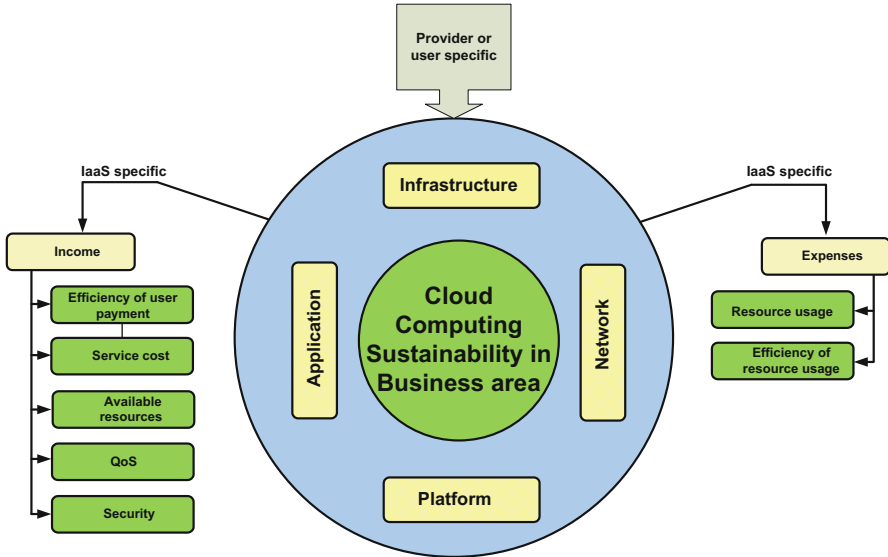 Provider or
user specific
IaaS specific
IaaS specific
Infrastructure
Income
Expenses
Efficiency of user
payment
Service cost
Available
resources
QoS
Security
Application
Cloud
Computing
Sustainability in
Business area
Network
Resource usage
Efficiency of
resource usage
Platform